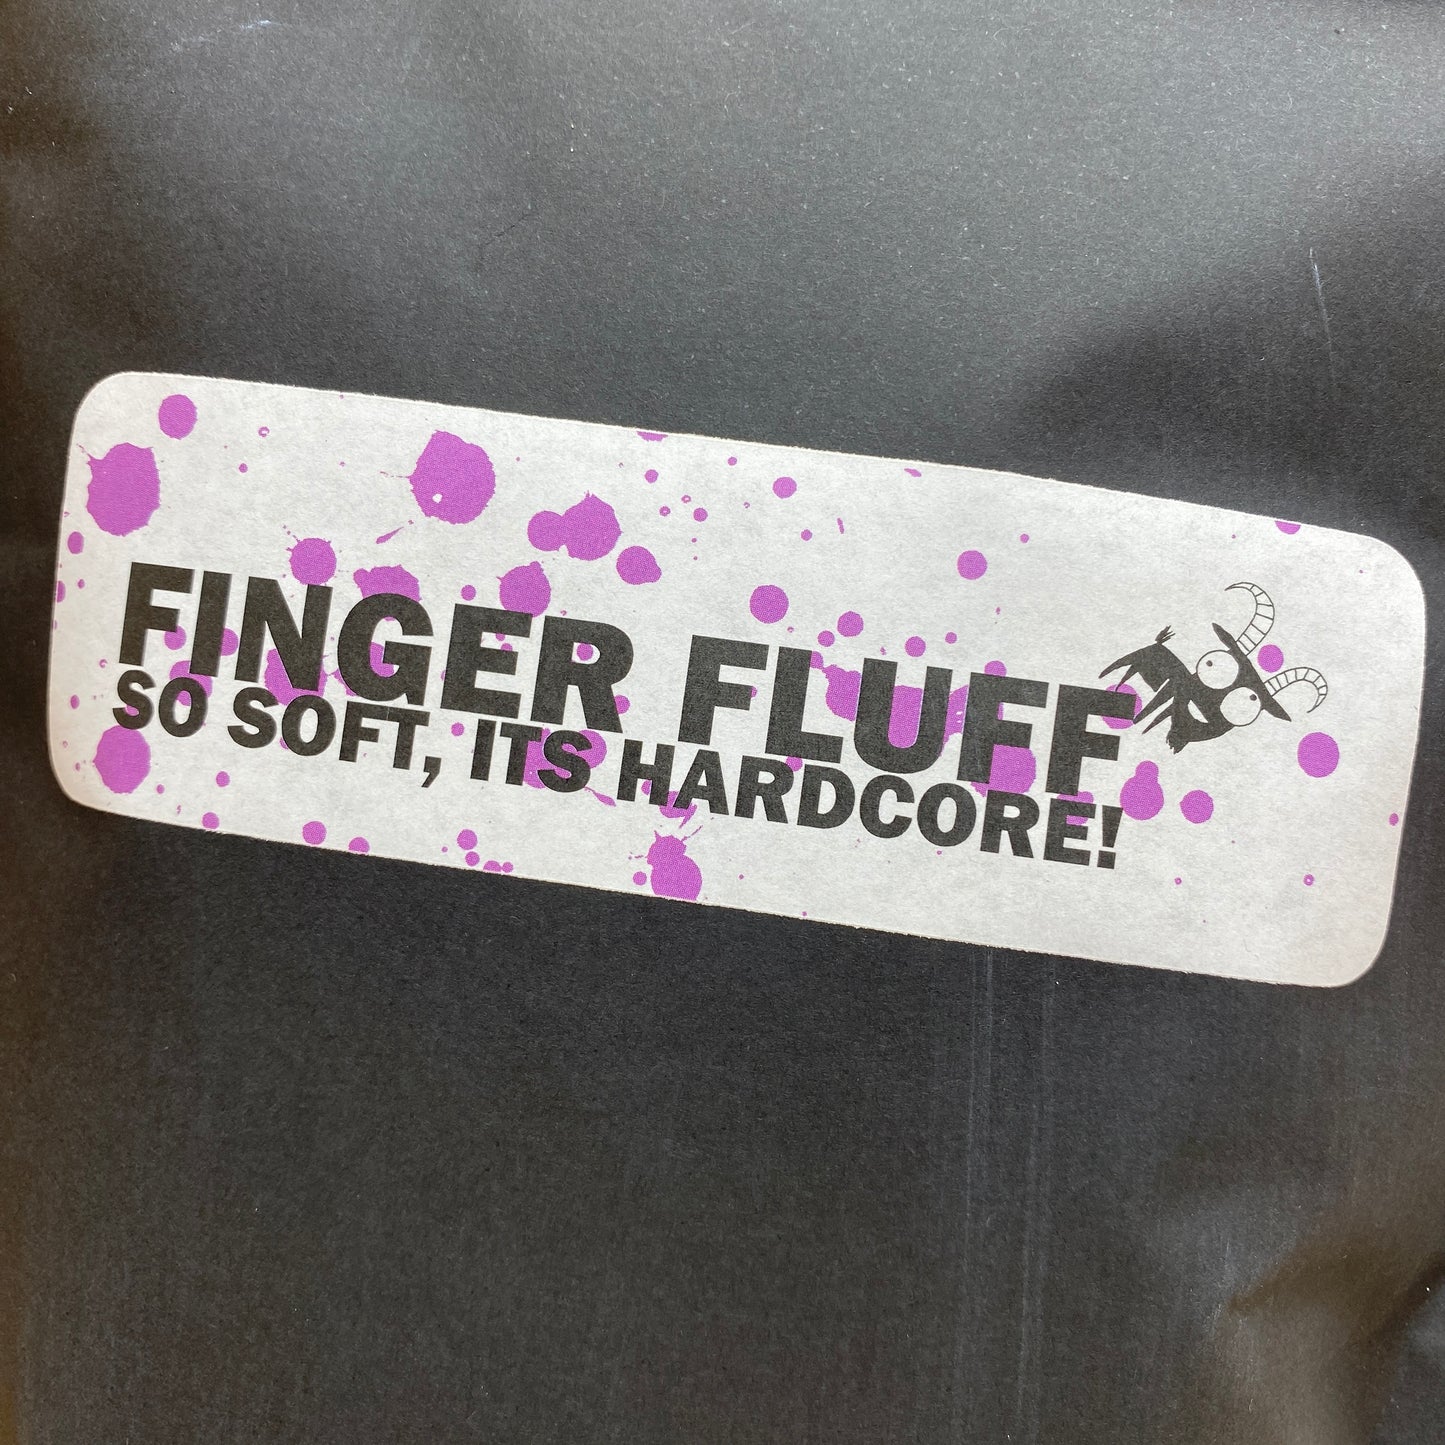 FINGER FLUFF
SO SOFT, ITS HARDCORE!